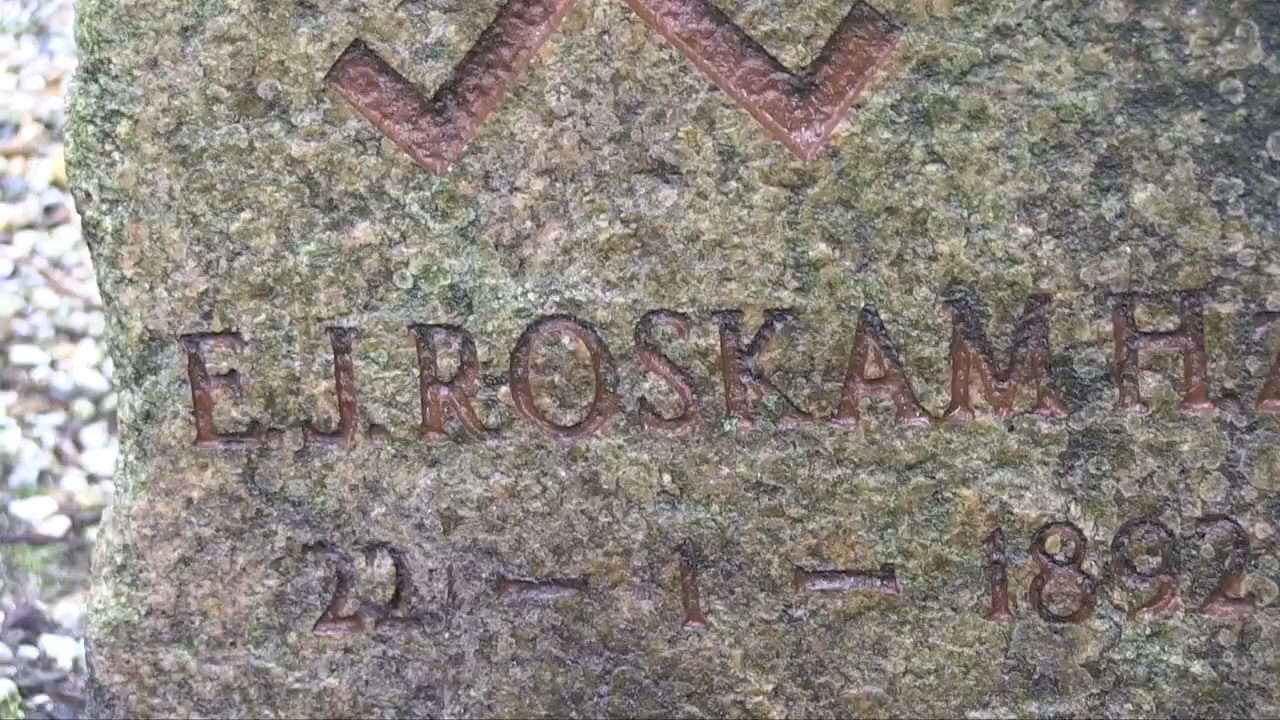 E.J. ROSKAM H
22 – 1 – 1892